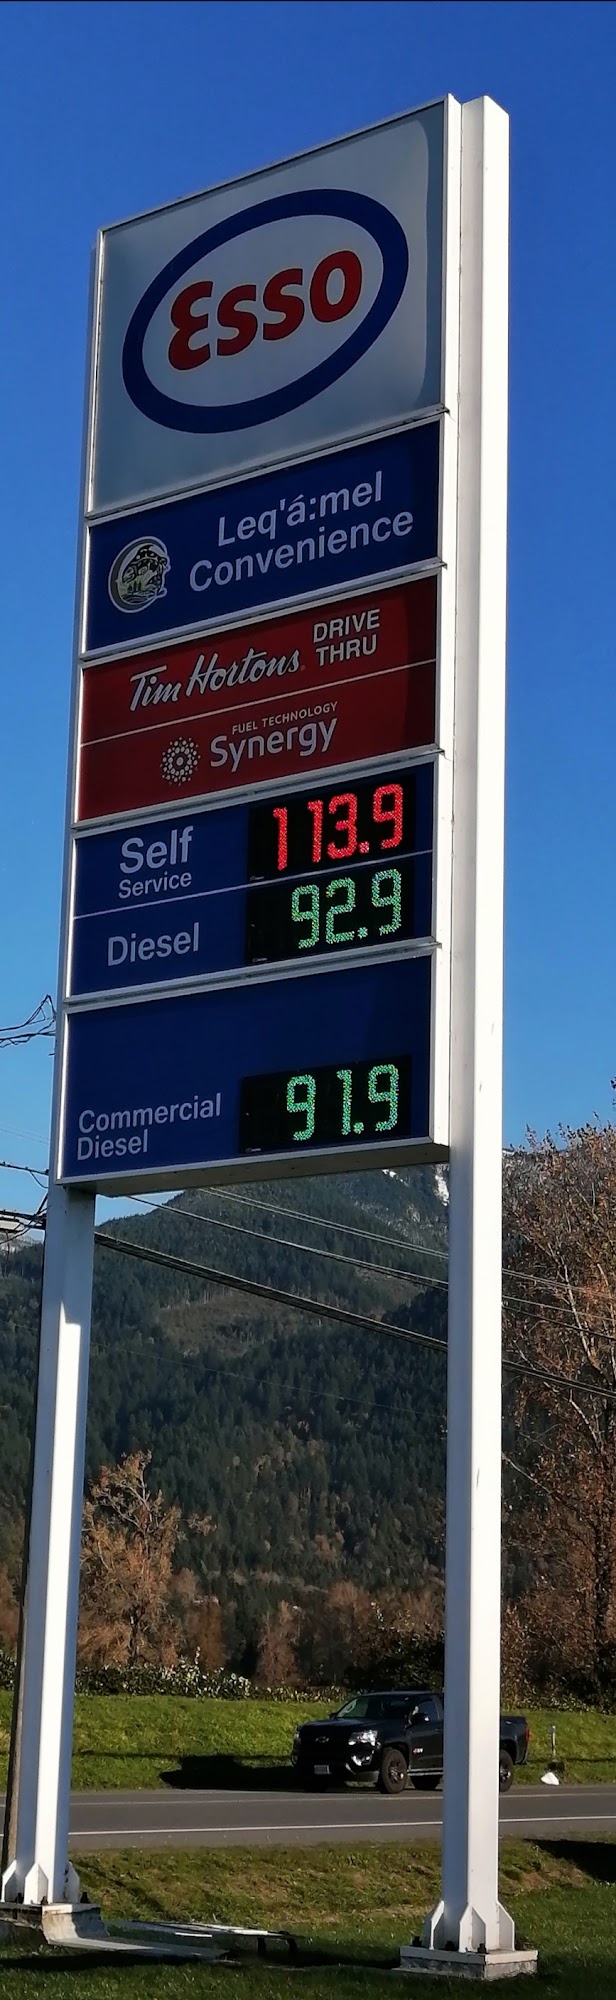 Esso
Leq'á:mel
Convenience
Tim Hortons
DRIVE
THRU
FUEL TECHNOLOGY
Synergy
Self
Service
113.9
Diesel
92.9
Commercial
Diesel
91.9